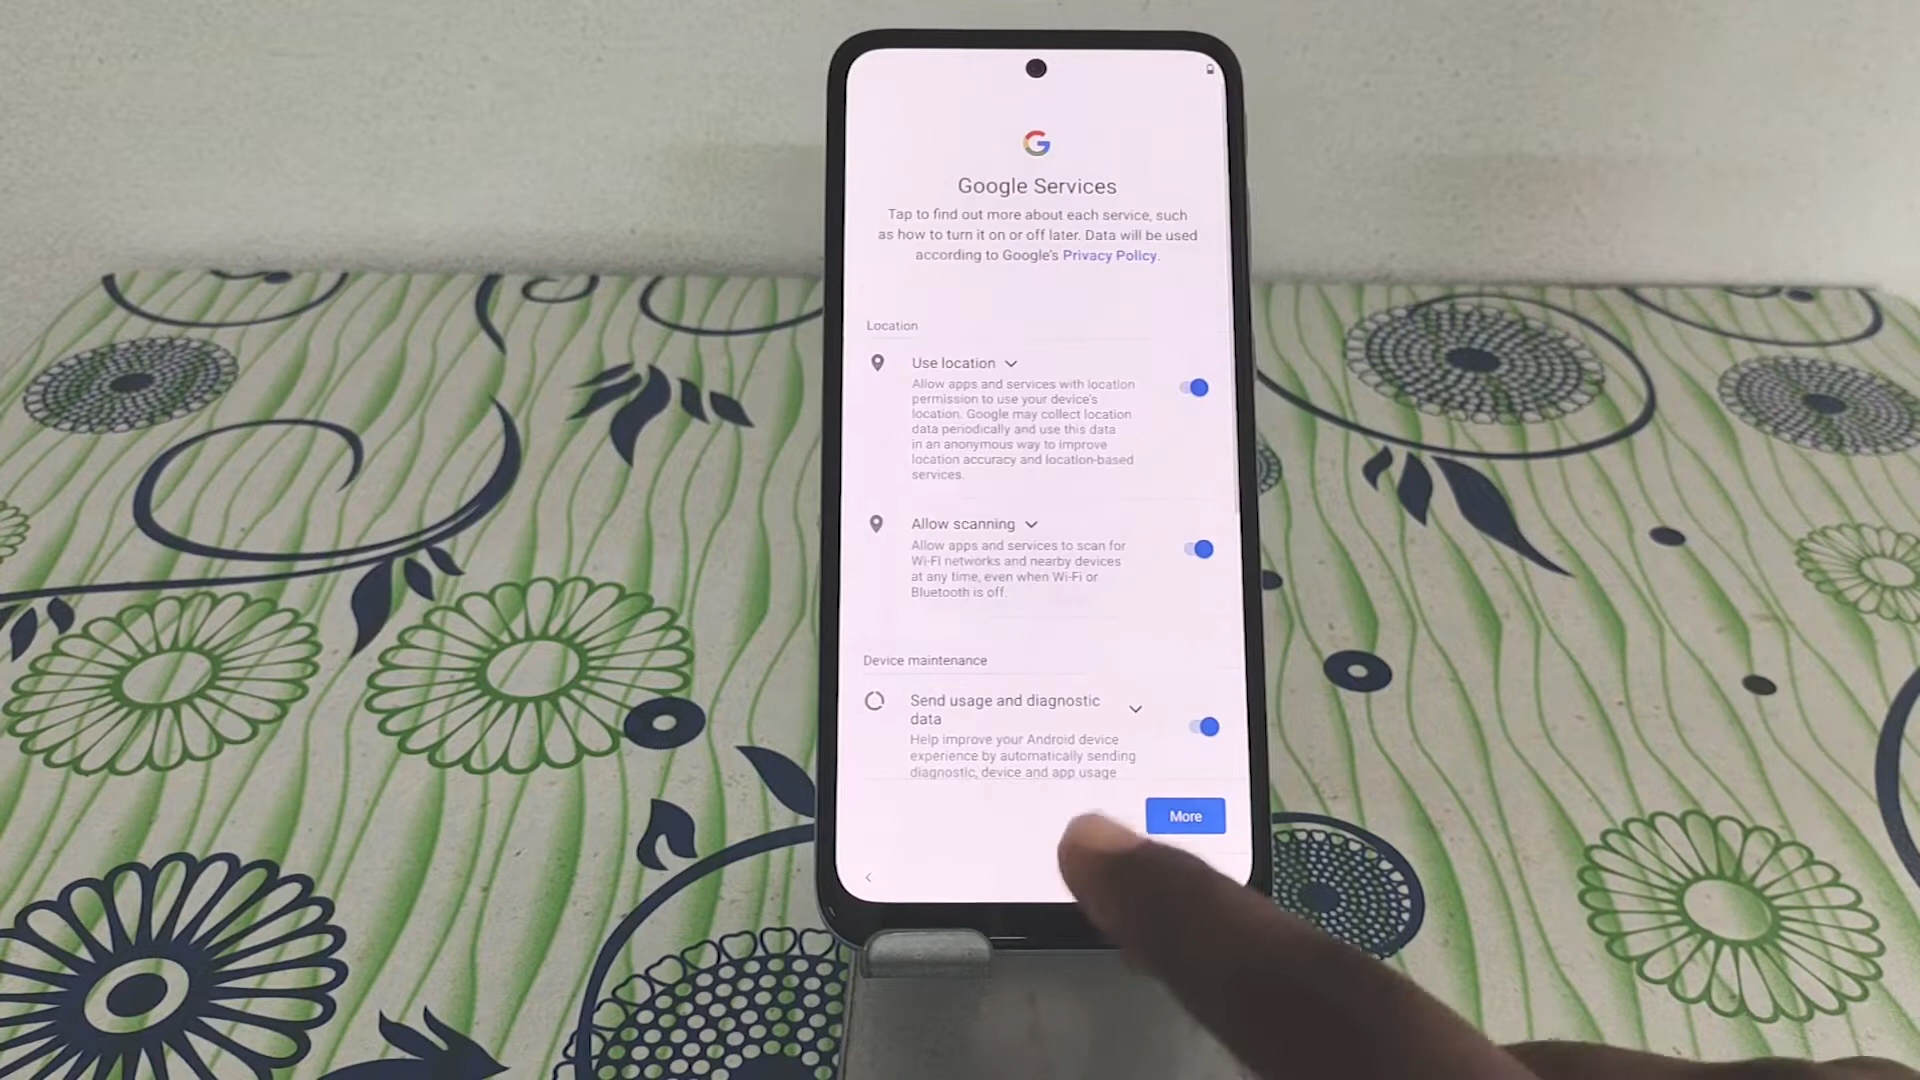 Google Services
Tap to find out more about each service, such
as how to turn it on or off later. Data will be used
according to Google's Privacy Policy.
Location
Use location
Allow apps and services with location
permission to use your device's
location. Google may collect location
data periodically and use this data
in an anonymous way to improve
location accuracy and location-based
services.
Allow scanning
Allow apps and services to scan for
Wi-Fi networks and nearby devices
at any time, even when Wi-Fi or
Bluetooth is off.
Device maintenance
Send usage and diagnostic
data
Help improve your Android device
experience by automatically sending
diagnostic, device and app usage
More